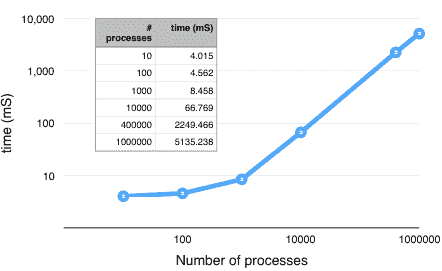 10,000
1,000
100
10
time (mS)
# processes time (mS)
10 4.015
100 4.562
1000 8.458
10000 66.769
400000 2249.466
1000000 5135.238
100 10000 1000000
Number of processes